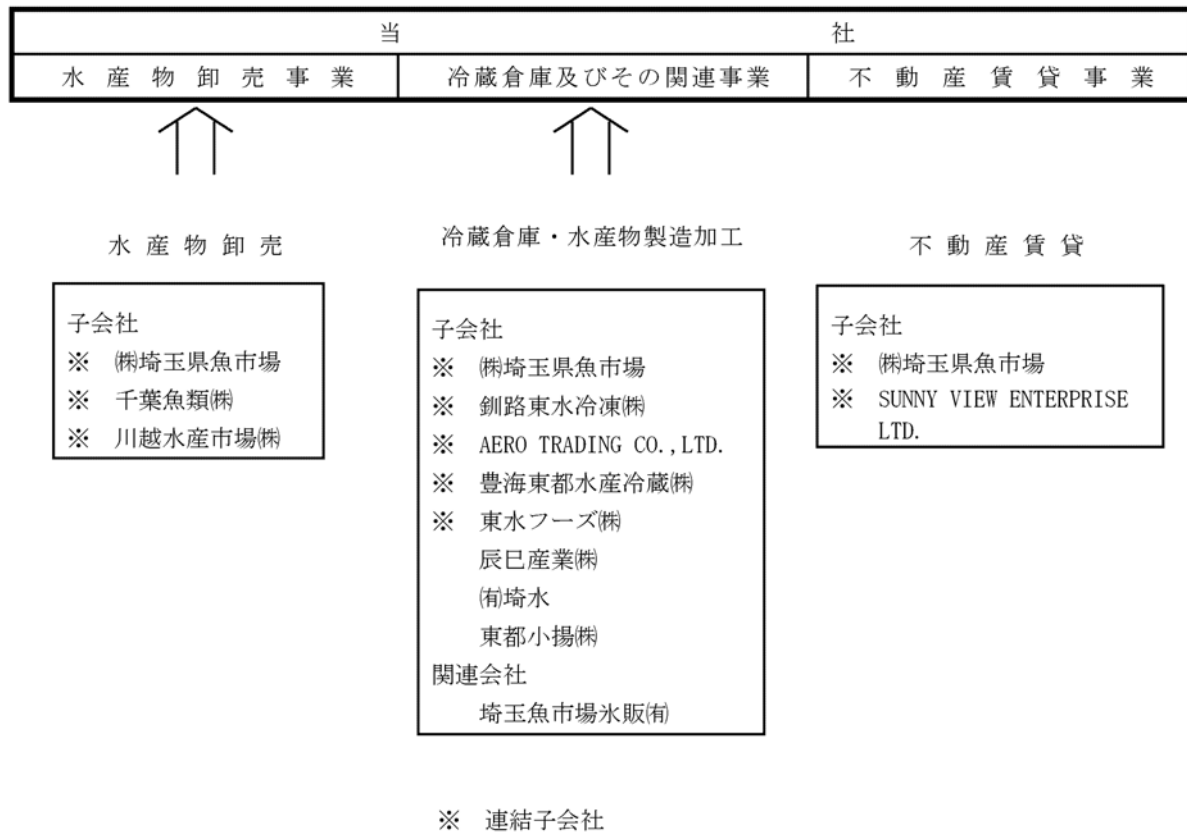 当社
水産物卸売事業
冷蔵倉庫及びその関連事業
不動産賃貸事業
水産物卸売
子会社
※ ㈱埼玉県魚市場
※ 千葉魚類㈱
※ 川越水産市場㈱
冷蔵倉庫・水産物製造加工
子会社
※ ㈱埼玉県魚市場
※ 釧路東水冷凍㈱
※ AERO TRADING CO.,LTD.
※ 豊海東都水産冷蔵㈱
※ 東水フーズ㈱
辰巳産業㈱
㈲埼水
東都小揚㈱
関連会社
埼玉魚市場氷販㈲
不動産賃貸
子会社
※ ㈱埼玉県魚市場
※ SUNNY VIEW ENTERPRISE
LTD.
※ 連結子会社